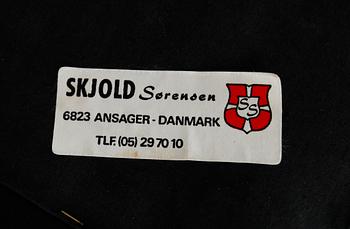 SKJOLD Sørensen
SS
6823 ANSAGER - DANMARK
TLF. (05) 29 70 10